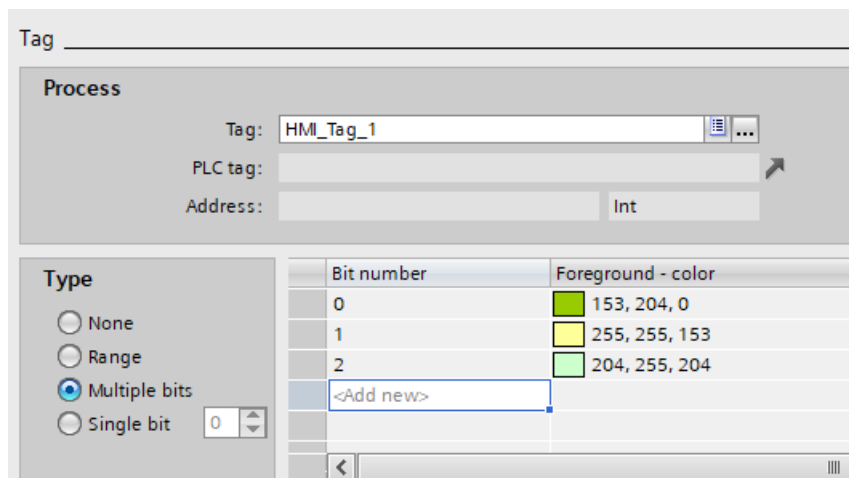 Tag
Process
Tag: HMI_Tag_1 ...
PLC tag:
Address: Int
Type
None
Range
Multiple bits
Single bit 0
Bit number Foreground - color
0 153, 204, 0
1 255, 255, 153
2 204, 255, 204
<Add new>